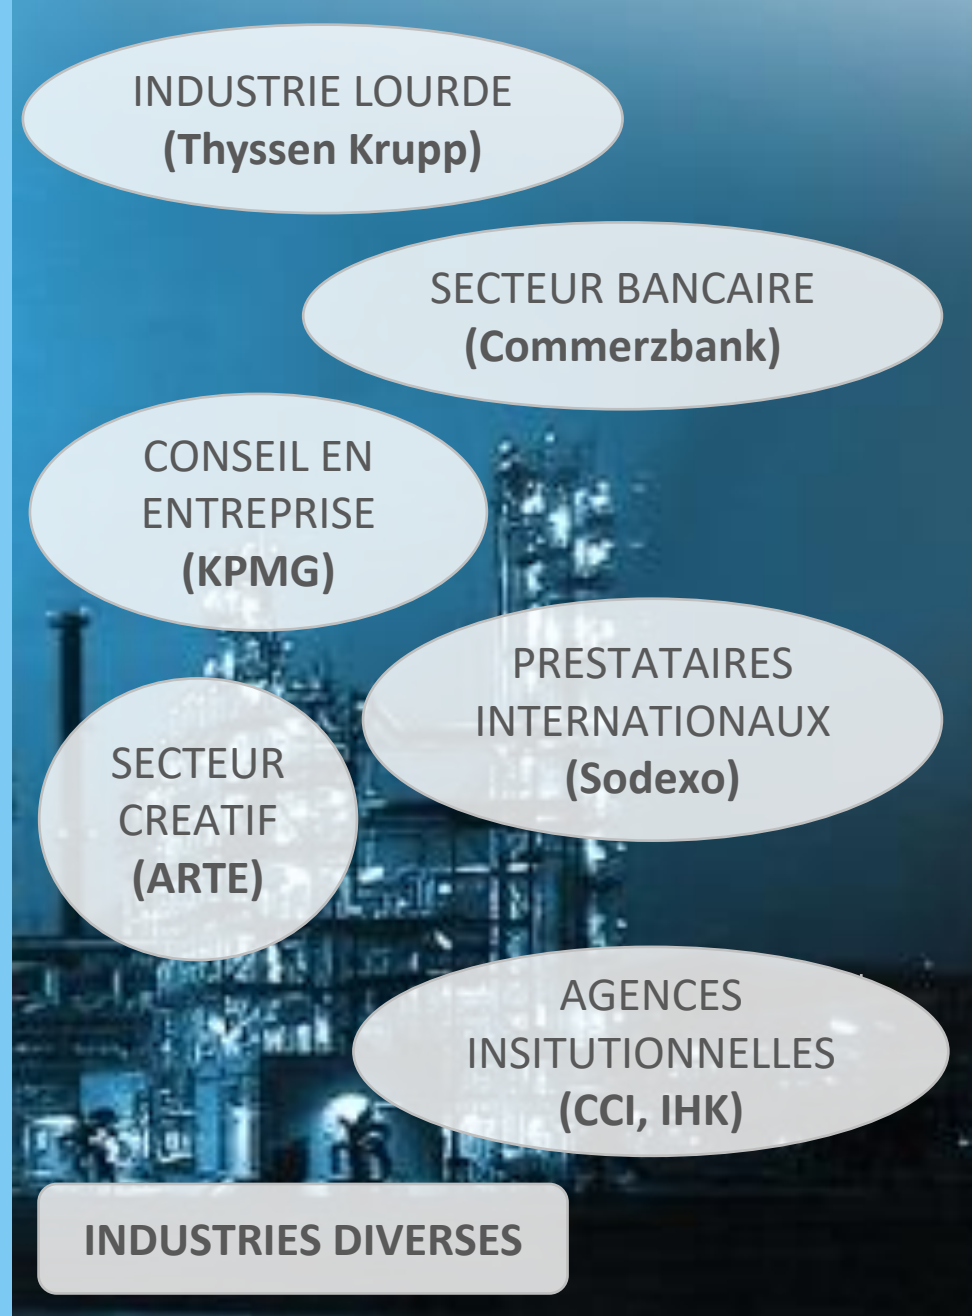 INDUSTRIE LOURDE
(Thyssen Krupp)
SECTEUR BANCAIRE
(Commerzbank)
CONSEIL EN
ENTREPRISE
(KPMG)
PRESTATAIRES
INTERNATIONAUX
(Sodexo)
SECTEUR
CREATIF
(ARTE)
AGENCES
INSITUTIONNELLES
(CCI, IHK)
INDUSTRIES DIVERSES